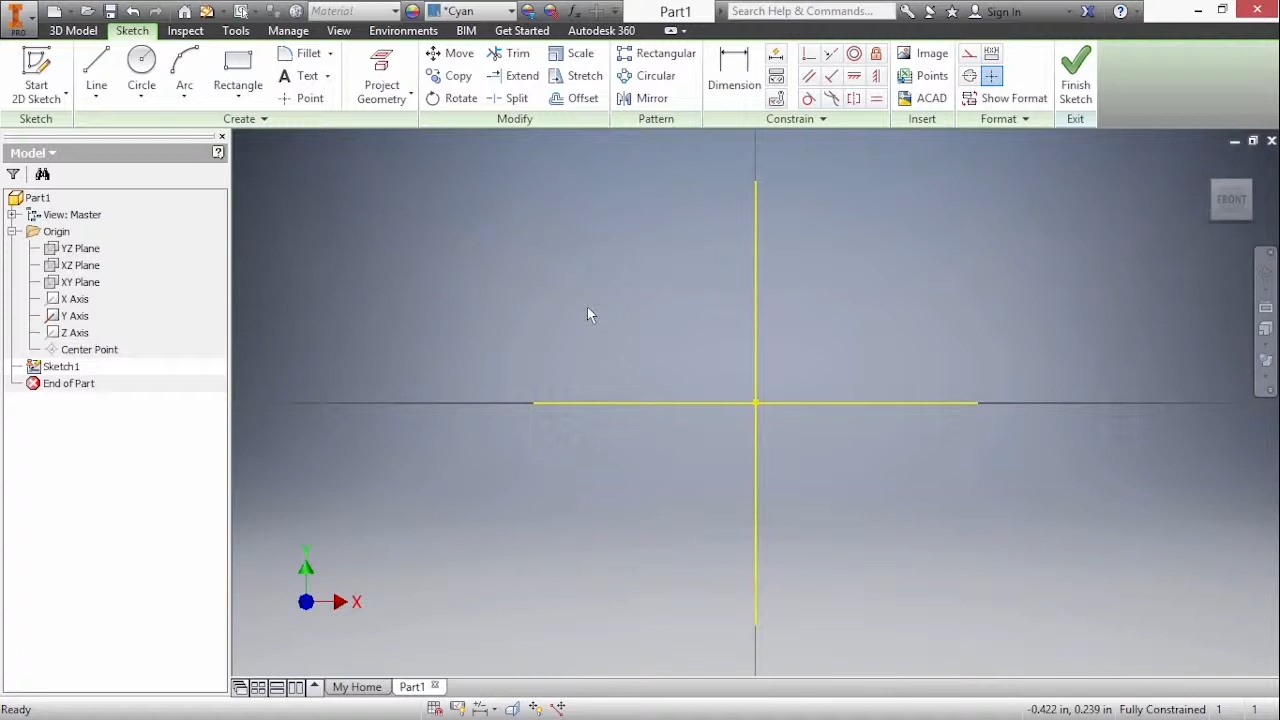 Material
*Cyan
Part1
Search Help & Commands...
Sign In
PRO
3D Model
Sketch
Inspect
Tools
Manage
View
Environments
BIM
Get Started
Autodesk 360
Start
2D Sketch
Line
Circle
Arc
Rectangle
Fillet
Text
Point
Project
Geometry
Move
Copy
Rotate
Trim
Extend
Split
Scale
Stretch
Offset
Rectangular
Circular
Mirror
Dimension
Image
Points
ACAD
Show Format
Finish
Sketch
Sketch
Create
Modify
Pattern
Constrain
Insert
Format
Exit
Model
Part1
View: Master
Origin
YZ Plane
XZ Plane
XY Plane
X Axis
Y Axis
Z Axis
Center Point
Sketch1
End of Part
FRONT
Y
X
My Home
Part1
Ready
-0.422 in, 0.239 in
Fully Constrained
1
1